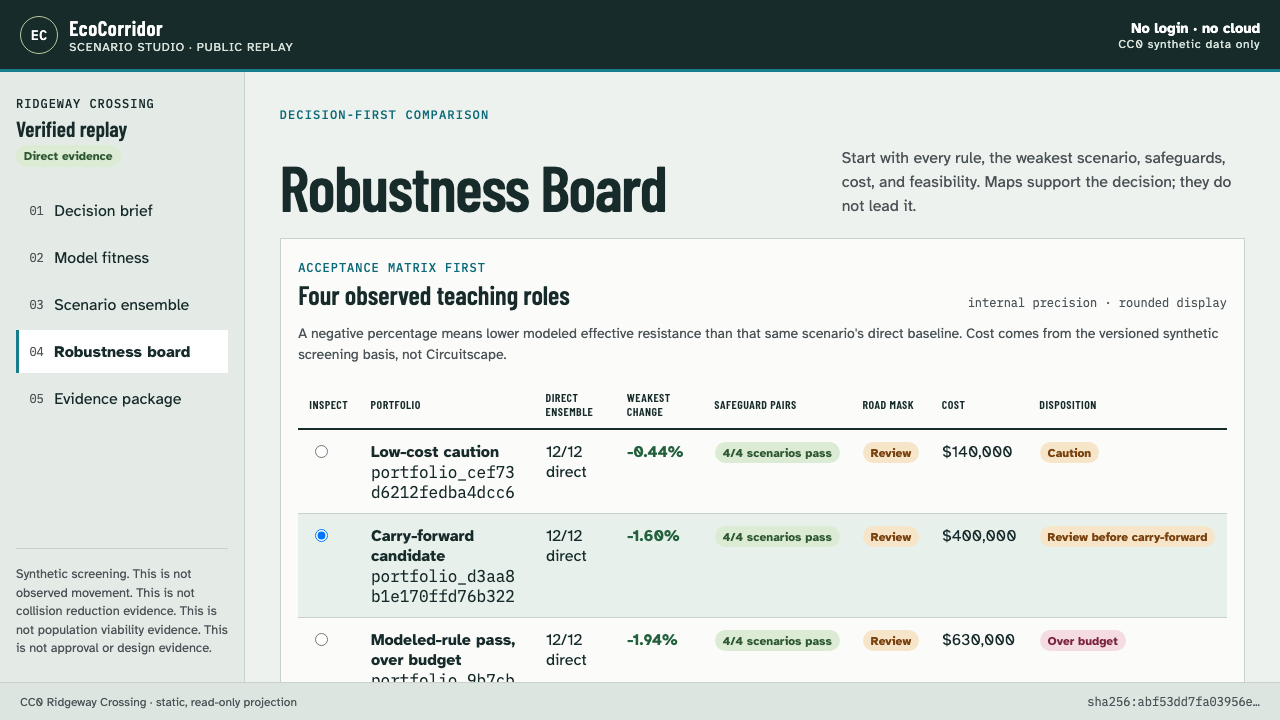 EC
EcoCorridor
SCENARIO STUDIO · PUBLIC REPLAY
No login · no cloud
CC0 synthetic data only
RIDGEWAY CROSSING
Verified replay
Direct evidence
01 Decision brief
02 Model fitness
03 Scenario ensemble
04 Robustness board
05 Evidence package
Synthetic screening. This is not
observed movement. This is not
collision reduction evidence. This is
not population viability evidence. This
is not approval or design evidence.
DECISION-FIRST COMPARISON
Robustness Board
Start with every rule, the weakest scenario, safeguards,
cost, and feasibility. Maps support the decision; they do
not lead it.
ACCEPTANCE MATRIX FIRST
Four observed teaching roles
internal precision · rounded display
A negative percentage means lower modeled effective resistance than that same scenario's direct baseline. Cost comes from the versioned synthetic
screening basis, not Circuitscape.
INSPECT PORTFOLIO DIRECT ENSEMBLE WEAKEST CHANGE SAFEGUARD PAIRS ROAD MASK COST DISPOSITION
Low-cost caution 12/12 -0.44% 4/4 scenarios pass Review $140,000 Caution
portfolio_cef73 direct
d6212fedba4dcc6
Carry-forward 12/12 -1.60% 4/4 scenarios pass Review $400,000 Review before carry-forward
candidate direct
portfolio_d3aa8
b1e170ffd76b322
Modeled-rule pass, 12/12 -1.94% 4/4 scenarios pass Review $630,000 Over budget
over budget direct
portfolio_9b7cb
CC0 Ridgeway Crossing · static, read-only projection
sha256:abf53dd7fa03956e…